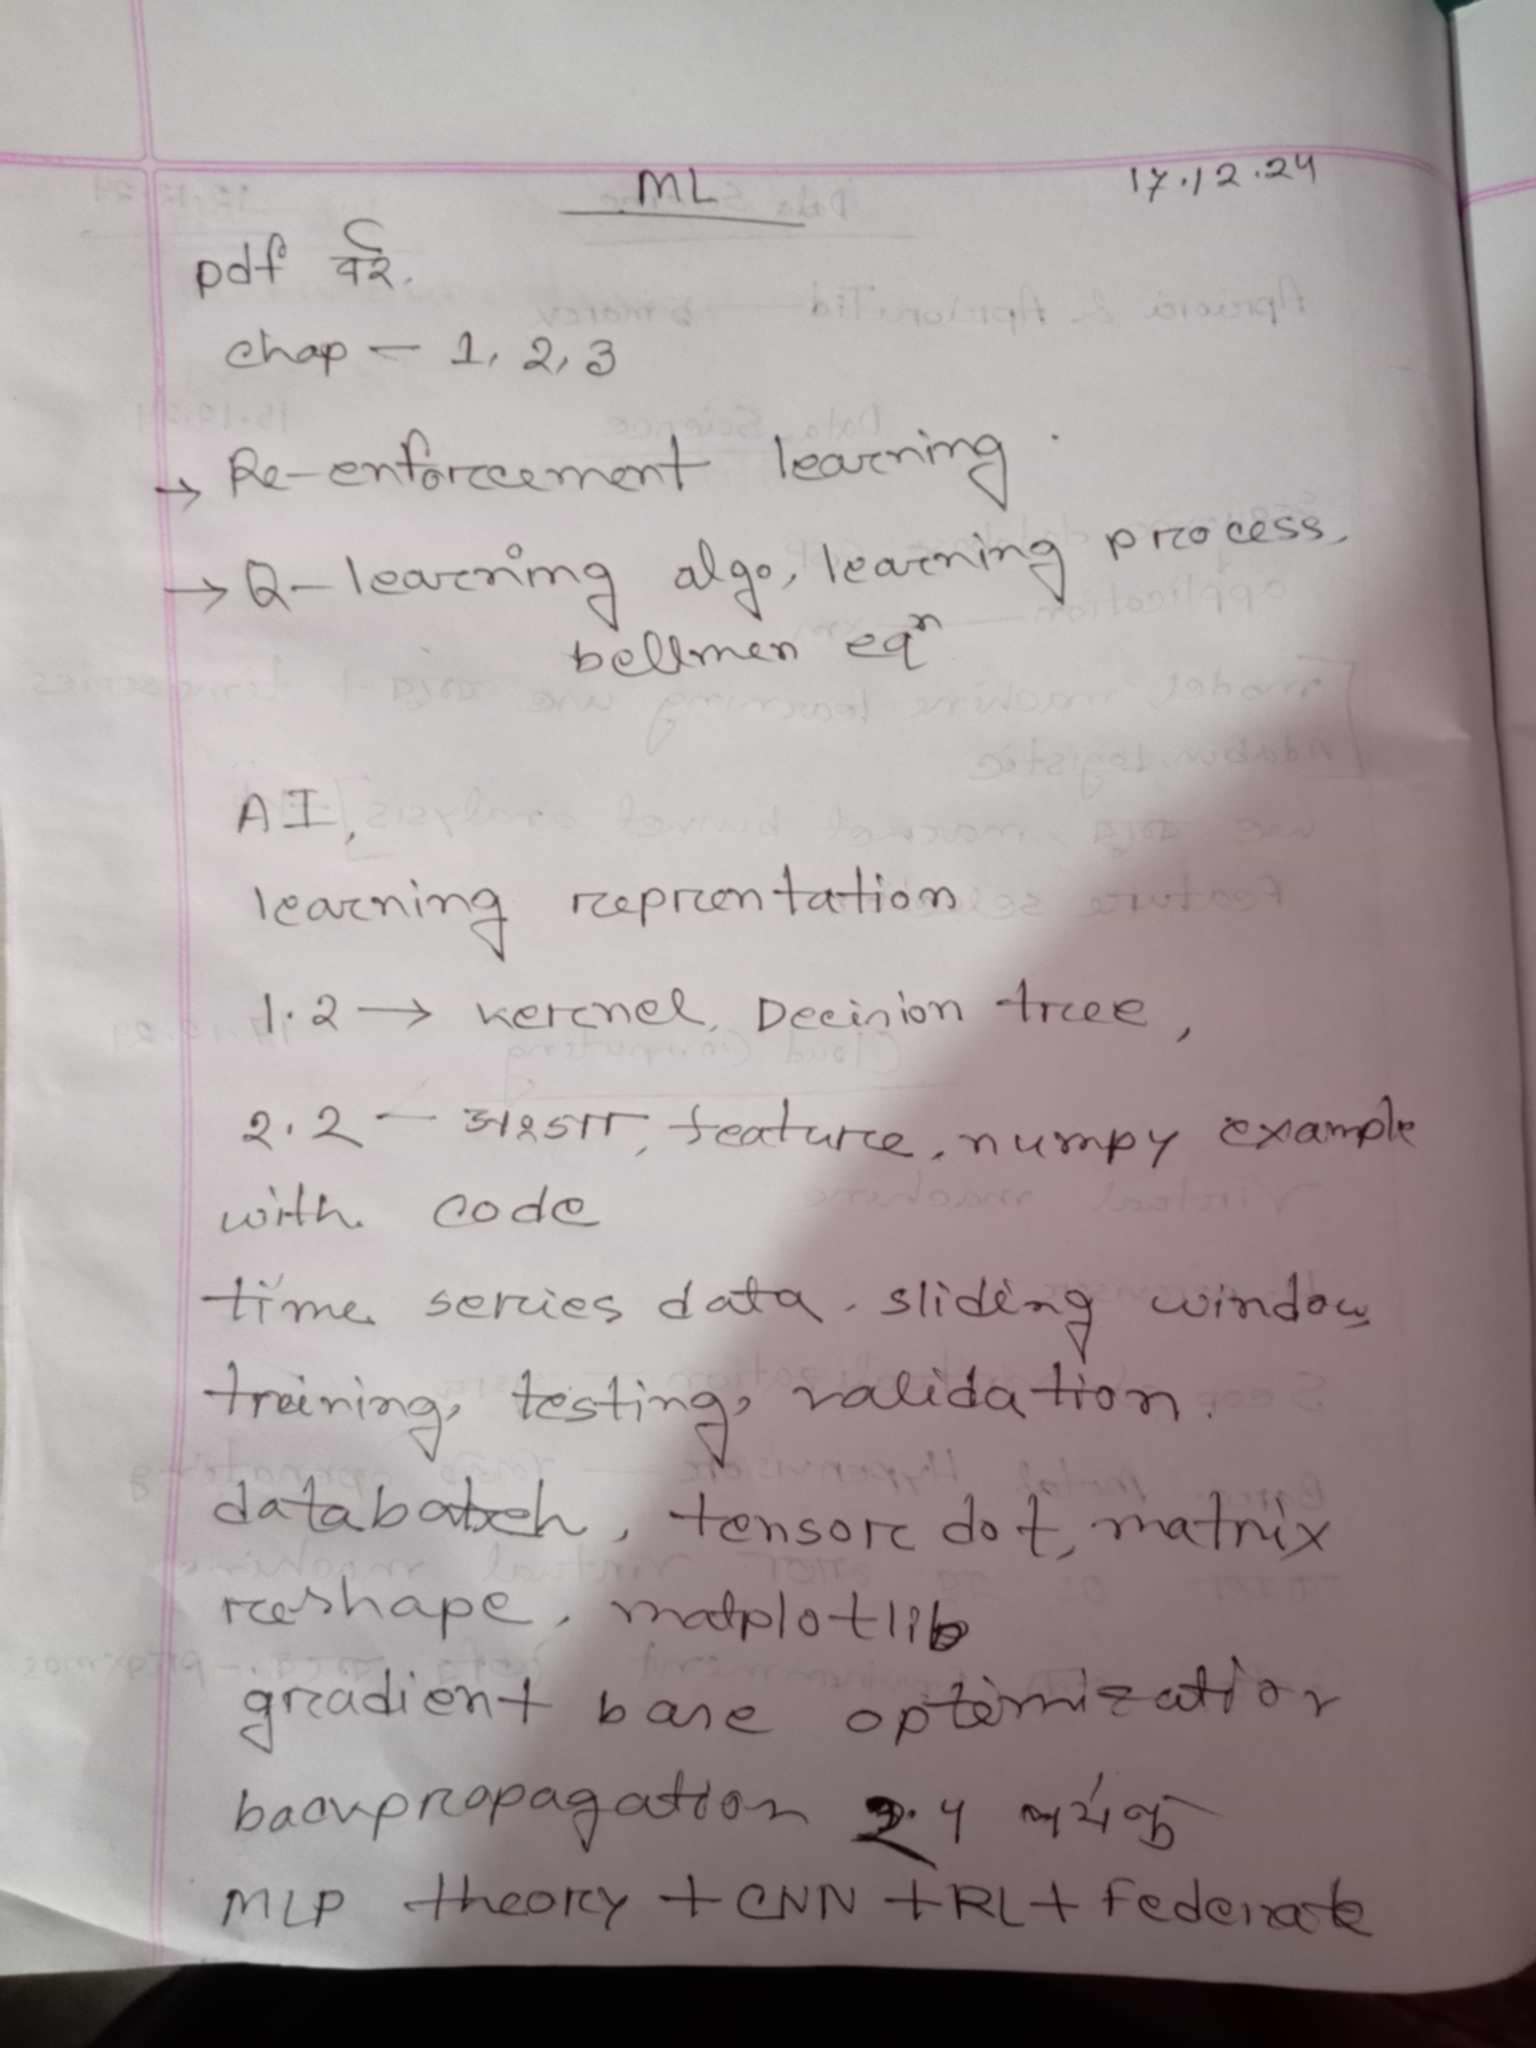 ML 17.12.24
pdf বই.
chap - 1, 2, 3
→ Re-enforcement learning.
→ Q-learning algo, learning process,
bellmen eqⁿ
AI,
learning reprentation
1.2 → kernel, Decision tree,
2.2 - সংজ্ঞা, feature, numpy example
with code
time series data. sliding window,
treining, testing, validation.
databatch, tensor dot, matrix
reshape, matplotlib
gradient base optimization
backpropagation 2.4 পর্যন্ত
MLP theory + CNN + RL + Federate